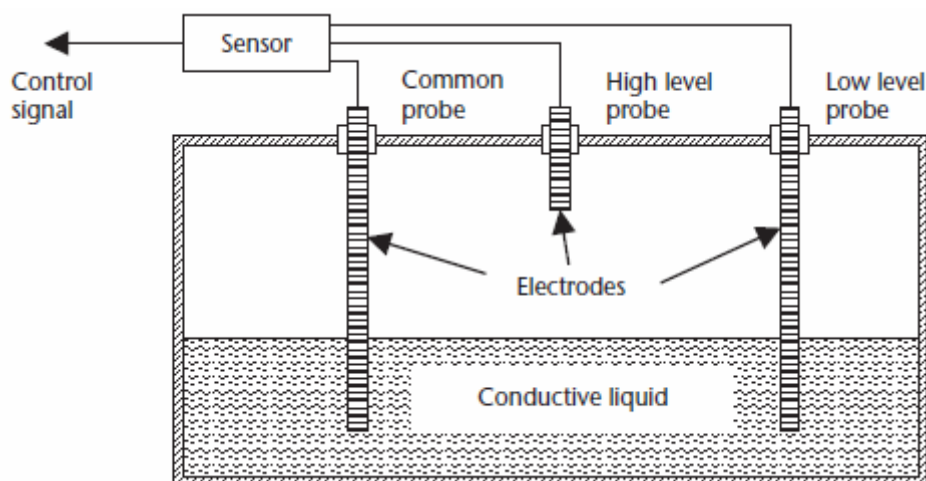 Sensor
Control
signal
Common
probe
High level
probe
Low level
probe
Electrodes
Conductive liquid